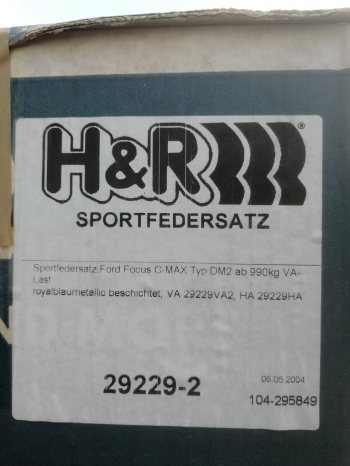 H&R®
SPORTFEDERSATZ
Sportfedersatz:Ford Focus C-MAX Typ DM2 ab 990kg VA-
Last
royalblaumetallic beschichtet, VA 29229VA2, HA 29229HA
29229-2
06.05.2004
104-295849